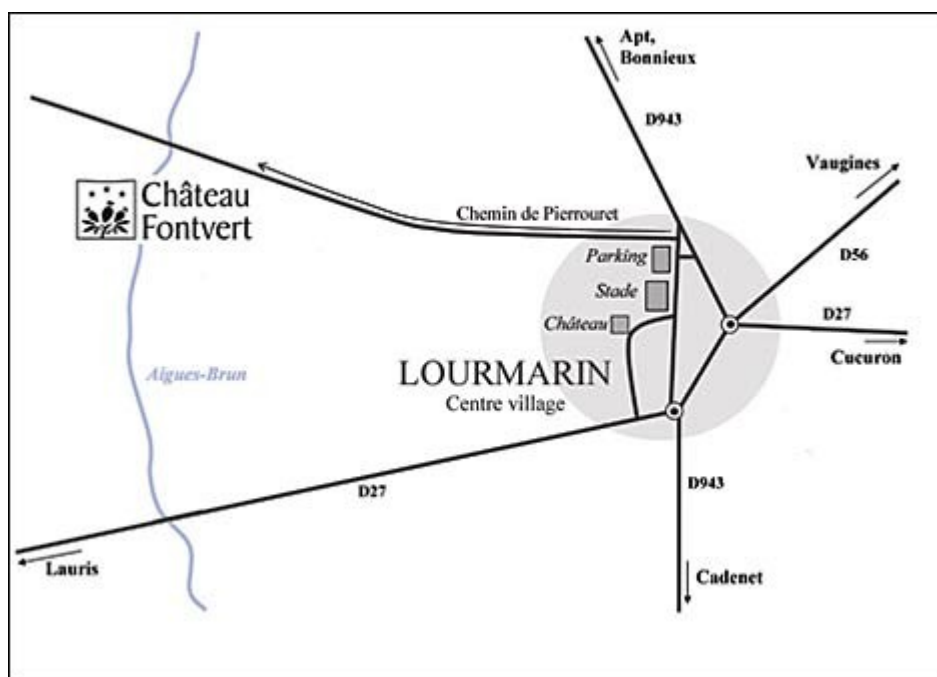 Apt,
Bonnieux
D943
Vaugines
Château
Fontvert
Chemin de Pierrouret
Parking
D56
Stade
D27
Château
Cucuron
Aigues-Brun
LOURMARIN
Centre village
D27
D943
Lauris
Cadenet